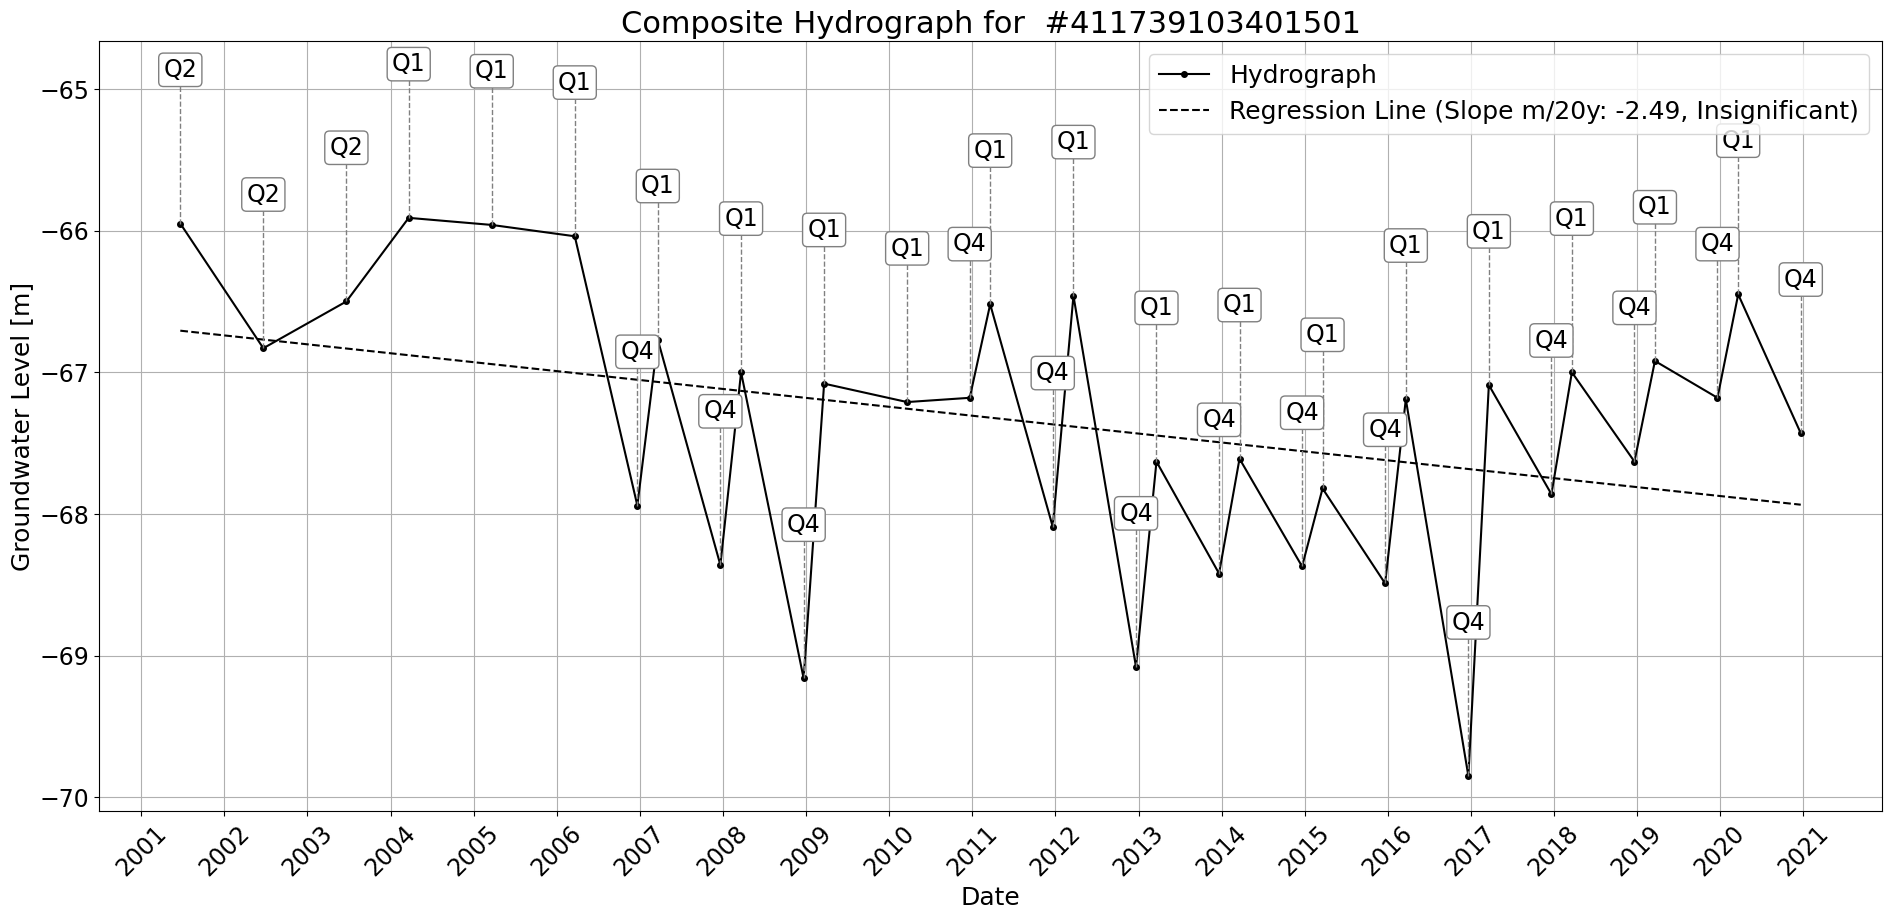 Composite Hydrograph for  #411739103401501
Hydrograph
Regression Line (Slope m/20y: -2.49, Insignificant)
Groundwater Level [m]
−65
−66
−67
−68
−69
−70
Q2
Q2
Q2
Q1
Q1
Q1
Q4
Q1
Q4
Q1
Q4
Q1
Q1
Q4
Q1
Q4
Q1
Q4
Q1
Q4
Q1
Q4
Q1
Q4
Q1
Q4
Q1
Q4
Q1
Q4
Q1
Q4
Q1
Q4
2001
2002
2003
2004
2005
2006
2007
2008
2009
2010
2011
2012
2013
2014
2015
2016
2017
2018
2019
2020
2021
Date